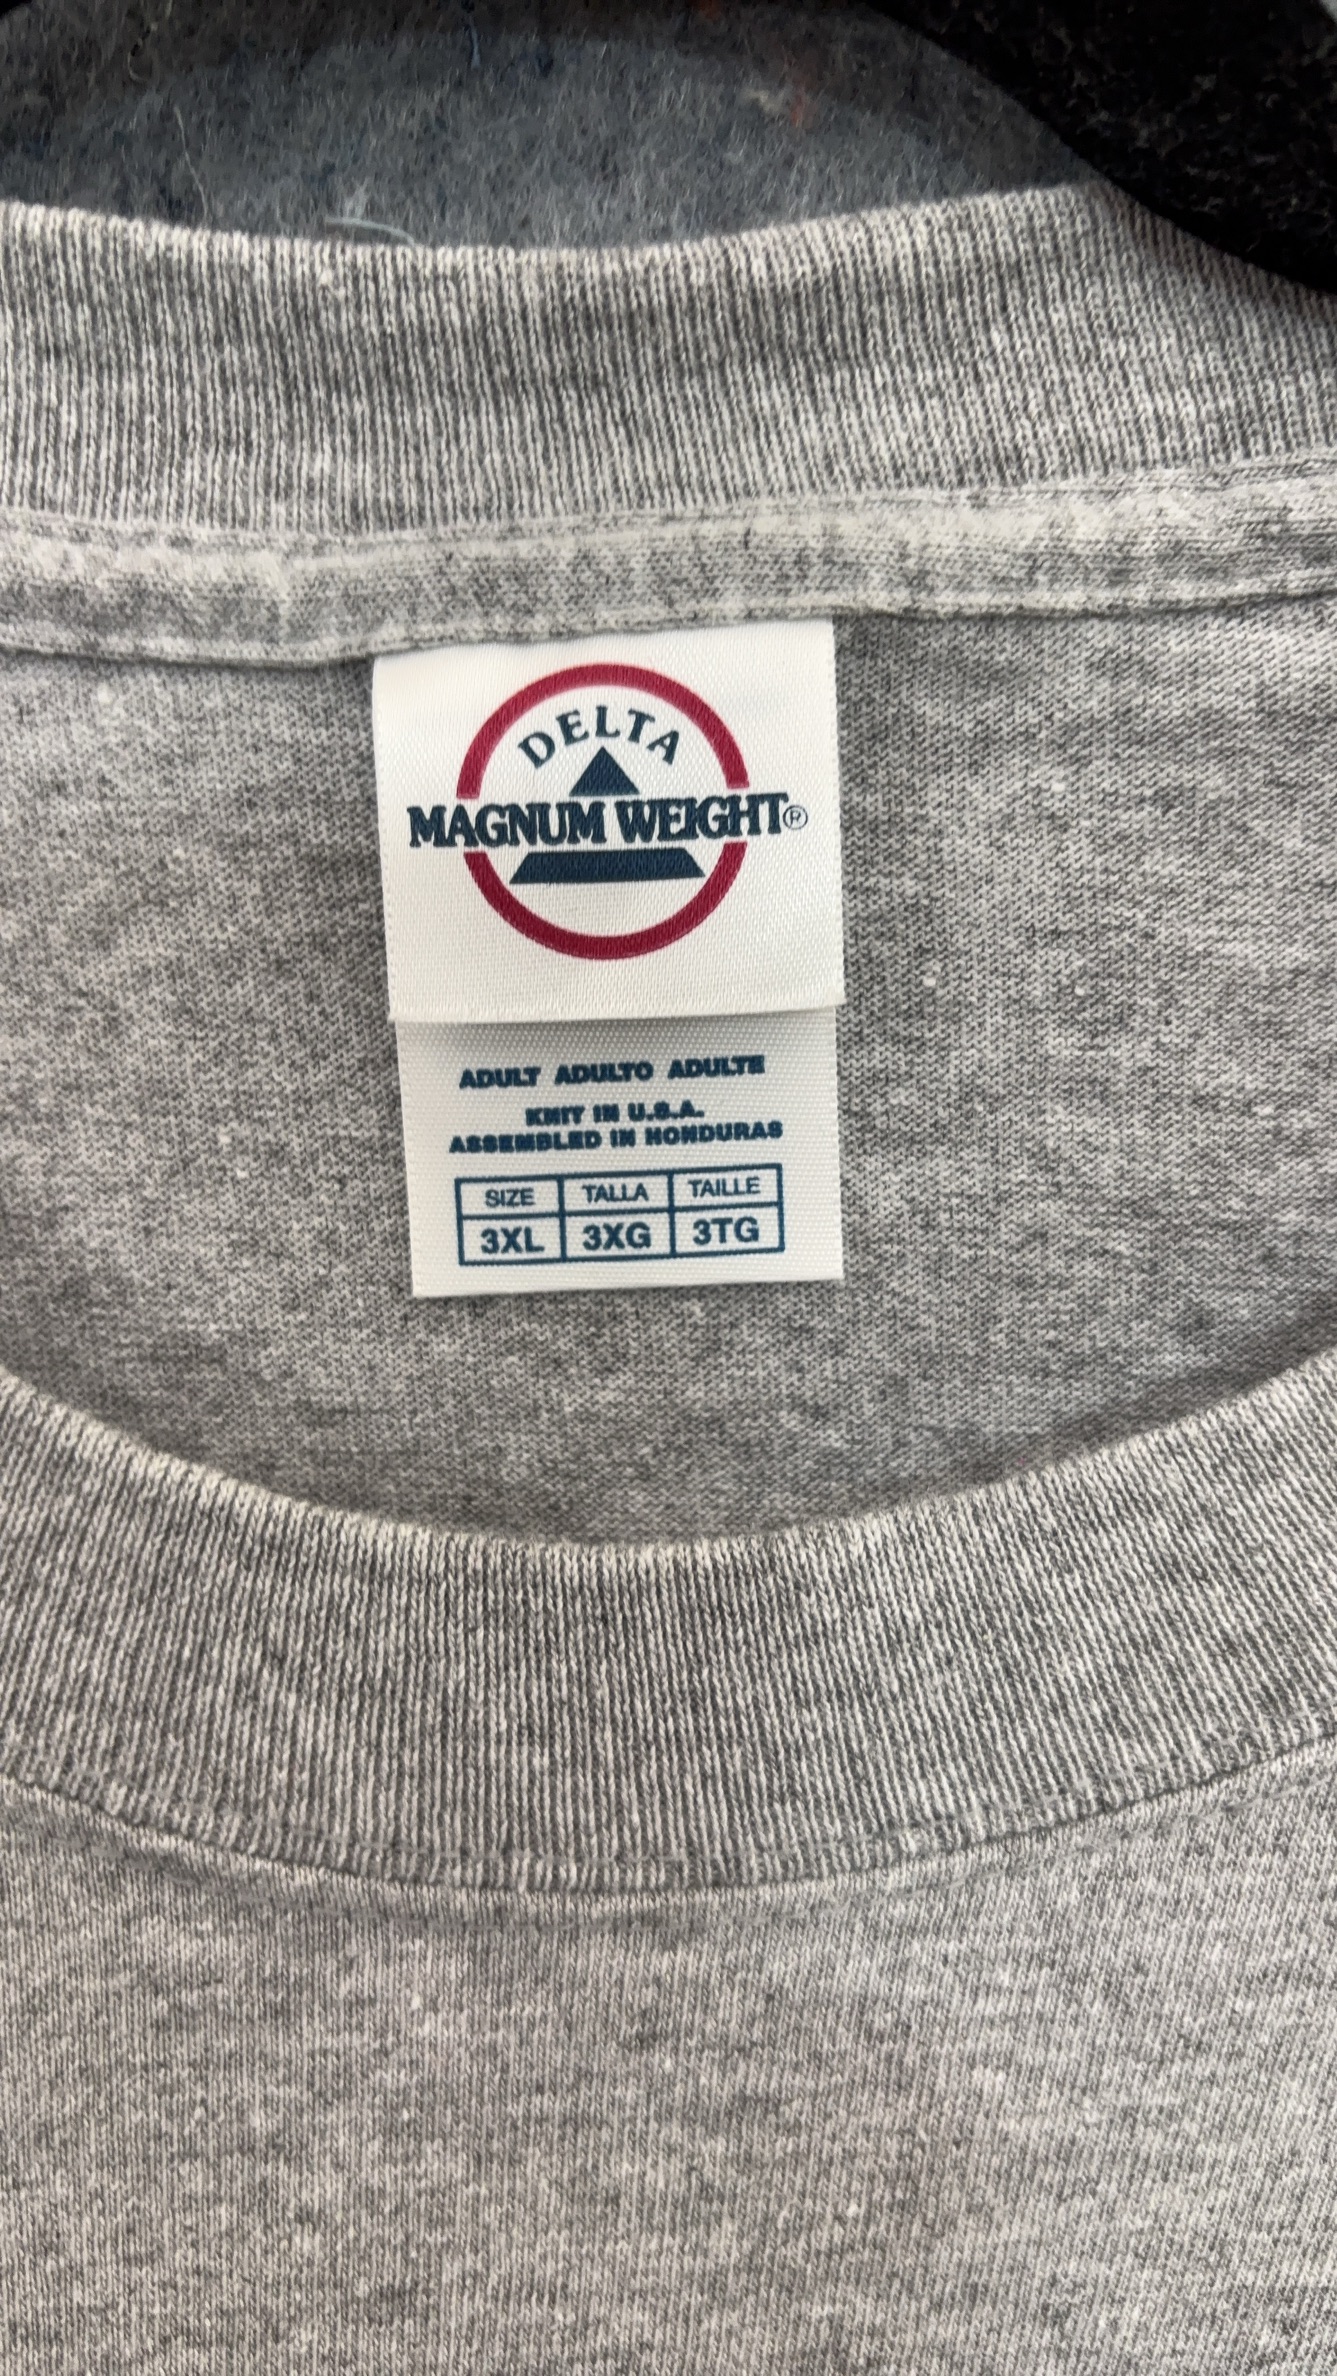 DELTA
MAGNUM WEIGHT®
ADULT ADULTO ADULTE
KNIT IN U.S.A.
ASSEMBLED IN HONDURAS
SIZE TALLA TAILLE
3XL 3XG 3TG